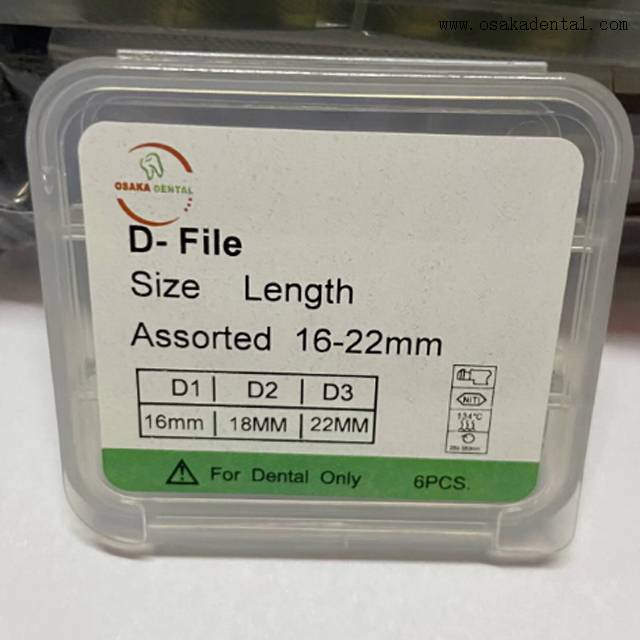 www.osakadental.com
OSAKA DENTAL
D- File
Size Length
Assorted 16-22mm
D1 D2 D3
16mm 18MM 22MM
NiTi
134°C
For Dental Only 6PCS.